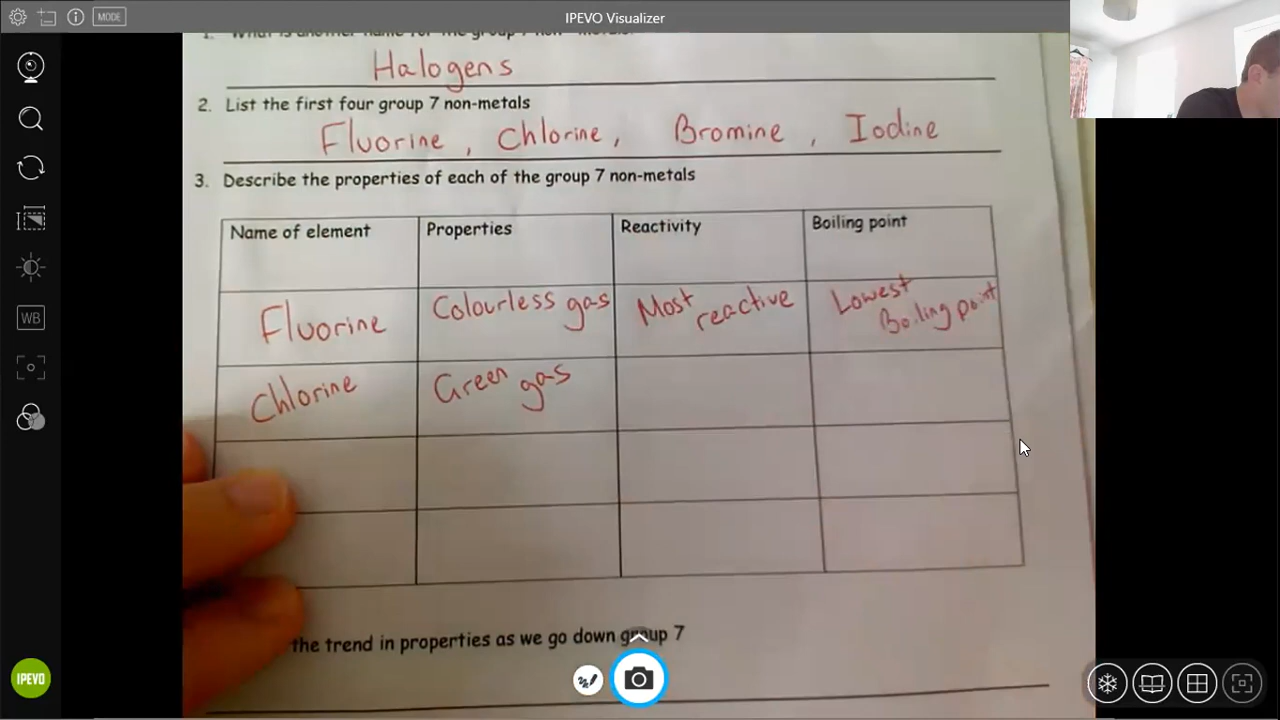 MODE
IPEVO Visualizer
Halogens
2. List the first four group 7 non-metals
Fluorine, Chlorine, Bromine, Iodine
3. Describe the properties of each of the group 7 non-metals
Name of element Properties Reactivity Boiling point
Fluorine Colourless gas Most reactive Lowest Boiling point
Chlorine Green gas
WB
the trend in properties as we go down group 7
IPEVO